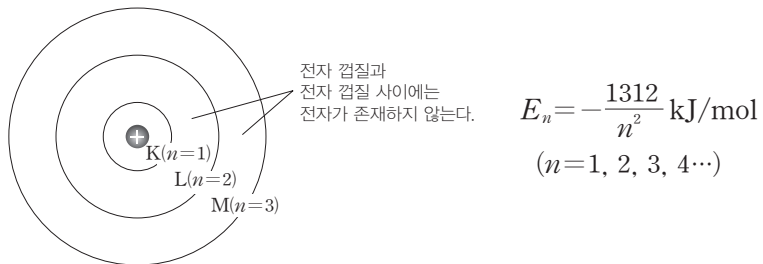 전자 껍질과
전자 껍질 사이에는
전자가 존재하지 않는다.
+
K(n=1)
L(n=2)
M(n=3)
E_n=-\frac{1312}{n^2} kJ/mol
(n=1, 2, 3, 4⋯)